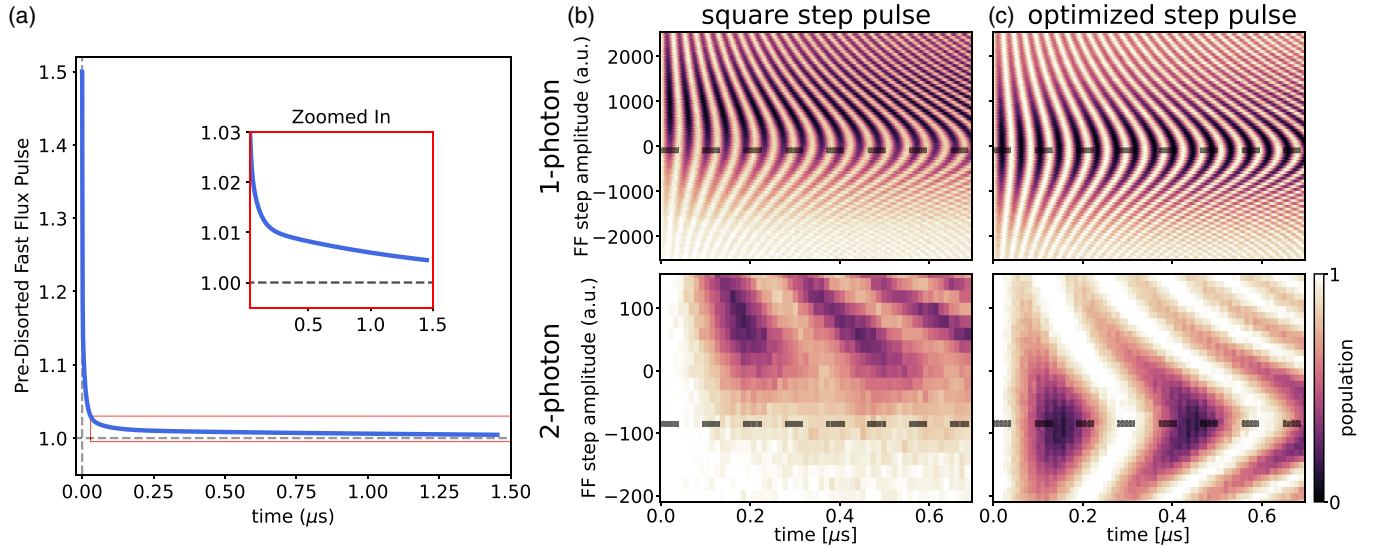 (a)
Pre-Disorted Fast Flux Pulse
1.5
1.4
1.3
1.2
1.1
1.0
0.00
0.25
0.50
0.75
1.00
1.25
1.50
time (μs)
Zoomed In
1.03
1.02
1.01
1.00
0.5
1.0
1.5
(b)
square step pulse
(c) optimized step pulse
1-photon
FF step amplitude (a.u.)
2000
1000
0
−1000
−2000
2-photon
FF step amplitude (a.u.)
100
0
−100
−200
0.0
0.2
0.4
0.6
time [μs]
0.0
0.2
0.4
0.6
time [μs]
1
0
population